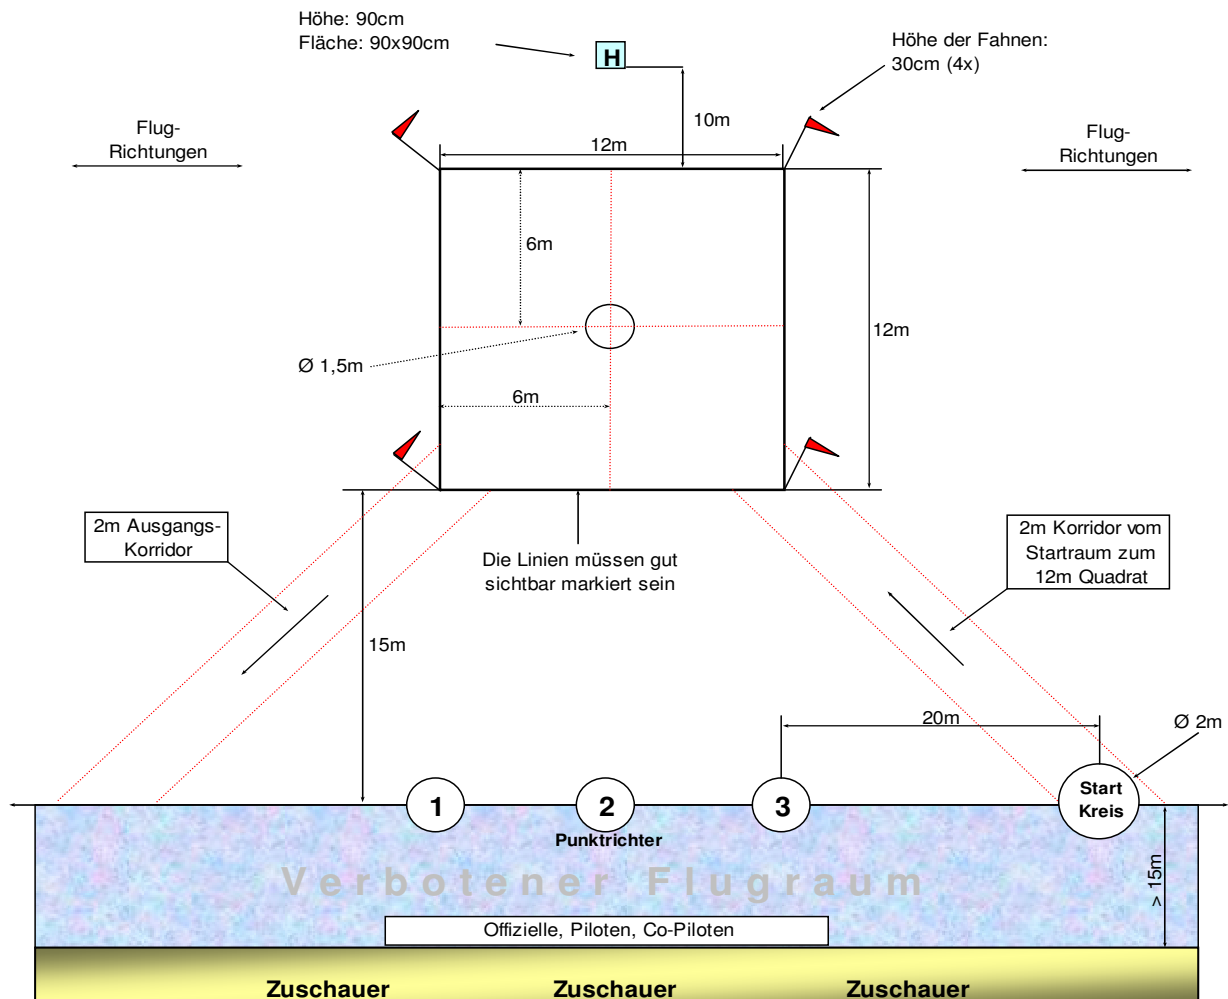 Höhe: 90cm
Fläche: 90x90cm
H
Höhe der Fahnen:
30cm (4x)
10m
Flug-
Richtungen
12m
Flug-
Richtungen
6m
12m
Ø 1,5m
6m
2m Ausgangs-
Korridor
Die Linien müssen gut
sichtbar markiert sein
2m Korridor vom
Startraum zum
12m Quadrat
15m
20m
Ø 2m
1
2
3
Start
Kreis
Punktrichter
Verbotener Flugraum
> 15m
Offizielle, Piloten, Co-Piloten
Zuschauer Zuschauer Zuschauer